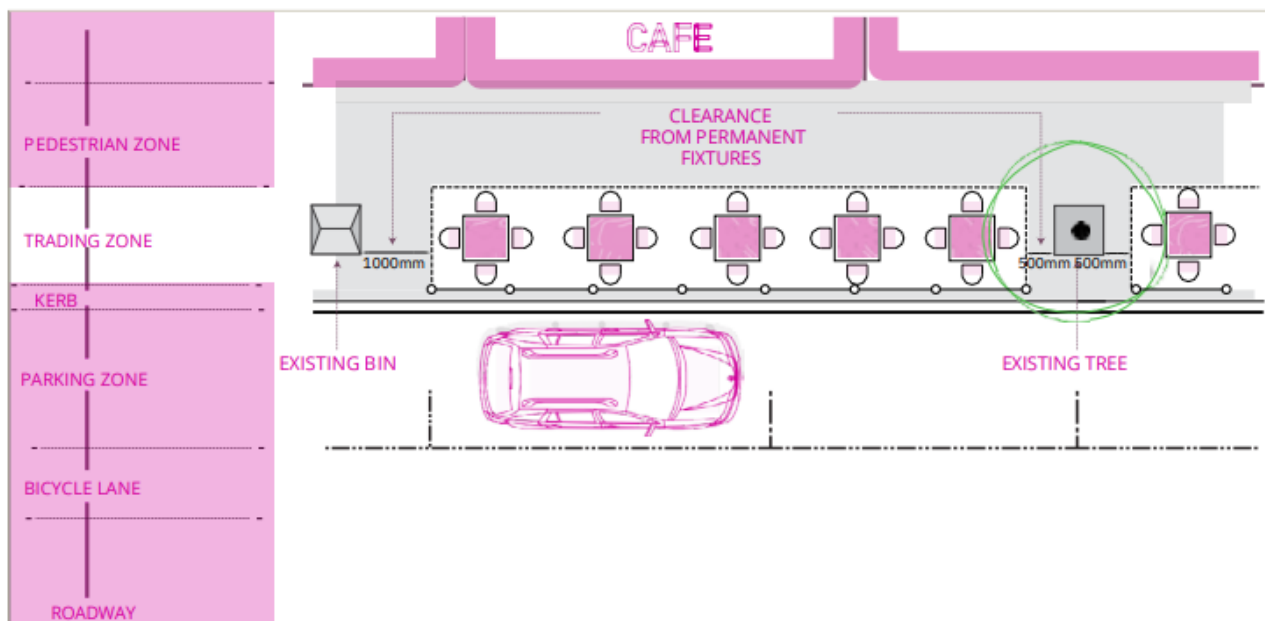 CAFE
CLEARANCE
FROM PERMANENT
FIXTURES
PEDESTRIAN ZONE
TRADING ZONE
1000mm
500mm 500mm
KERB
EXISTING BIN
EXISTING TREE
PARKING ZONE
BICYCLE LANE
ROADWAY